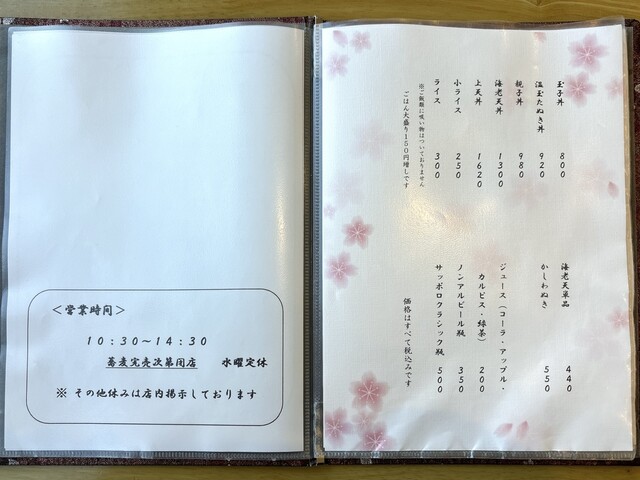 <営業時間>
10:30～14:30
蕎麦完売次第閉店 水曜定休
※ その他休みは店内掲示しております
玉子丼 800
温玉たぬき丼 920
親子丼 980
海老天丼 1300
上天丼 1620
小ライス 250
ライス 300
※ご飯類に吸い物はついておりません
ごはん大盛り150円増しです
海老天単品 440
かしわぬき 550
ジュース(コーラ・アップル・
カルピス・緑茶) 200
ノンアルビール瓶 350
サッポロクラシック瓶 500
価格はすべて税込みです